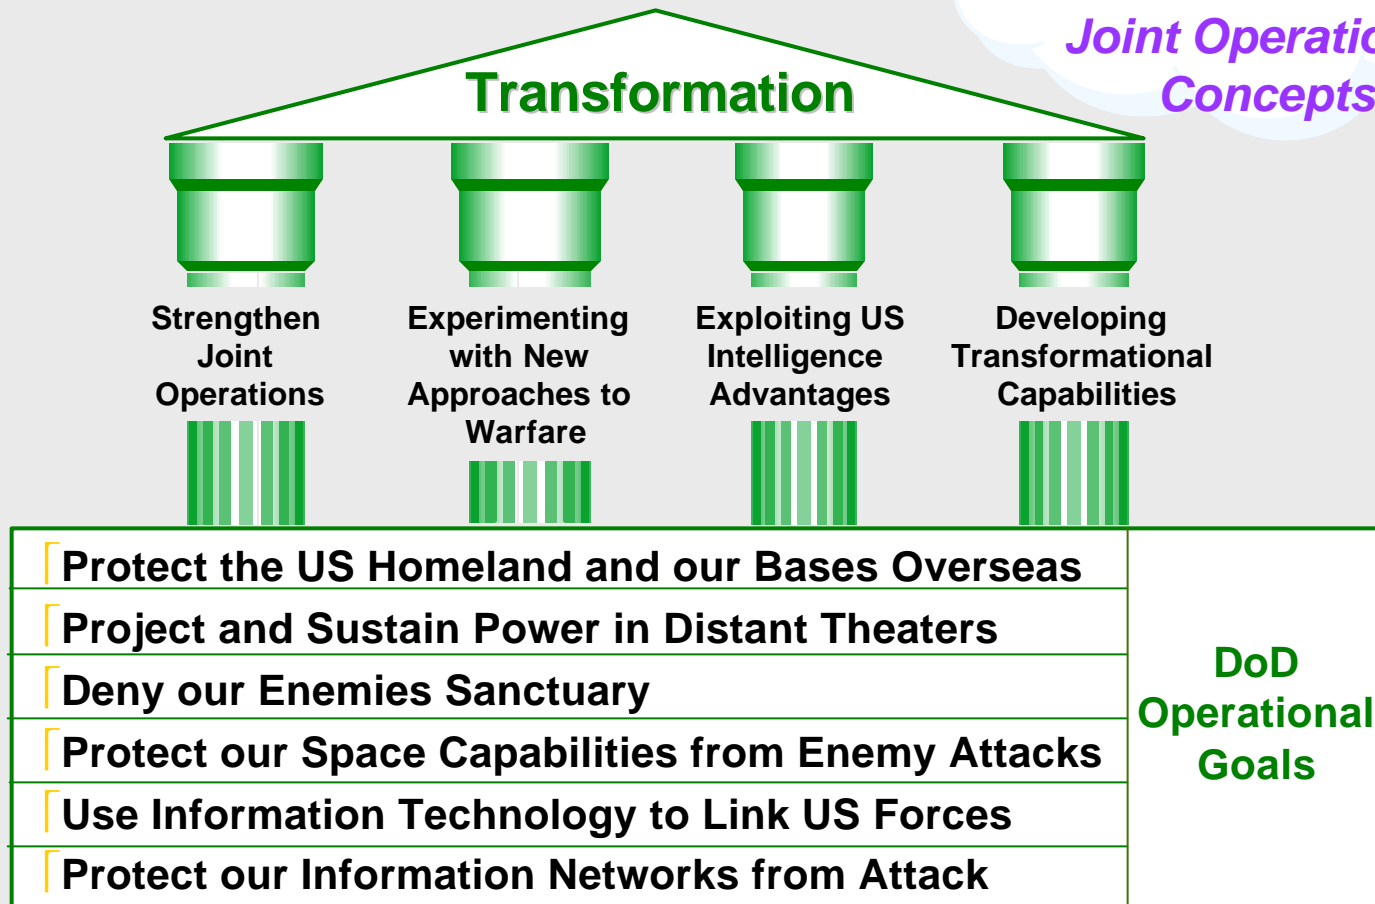 Transformation
Joint Operatio
Concepts
Strengthen
Joint
Operations
Experimenting
with New
Approaches to
Warfare
Exploiting US
Intelligence
Advantages
Developing
Transformational
Capabilities
Protect the US Homeland and our Bases Overseas
Project and Sustain Power in Distant Theaters
Deny our Enemies Sanctuary
Protect our Space Capabilities from Enemy Attacks
Use Information Technology to Link US Forces
Protect our Information Networks from Attack
DoD
Operational
Goals